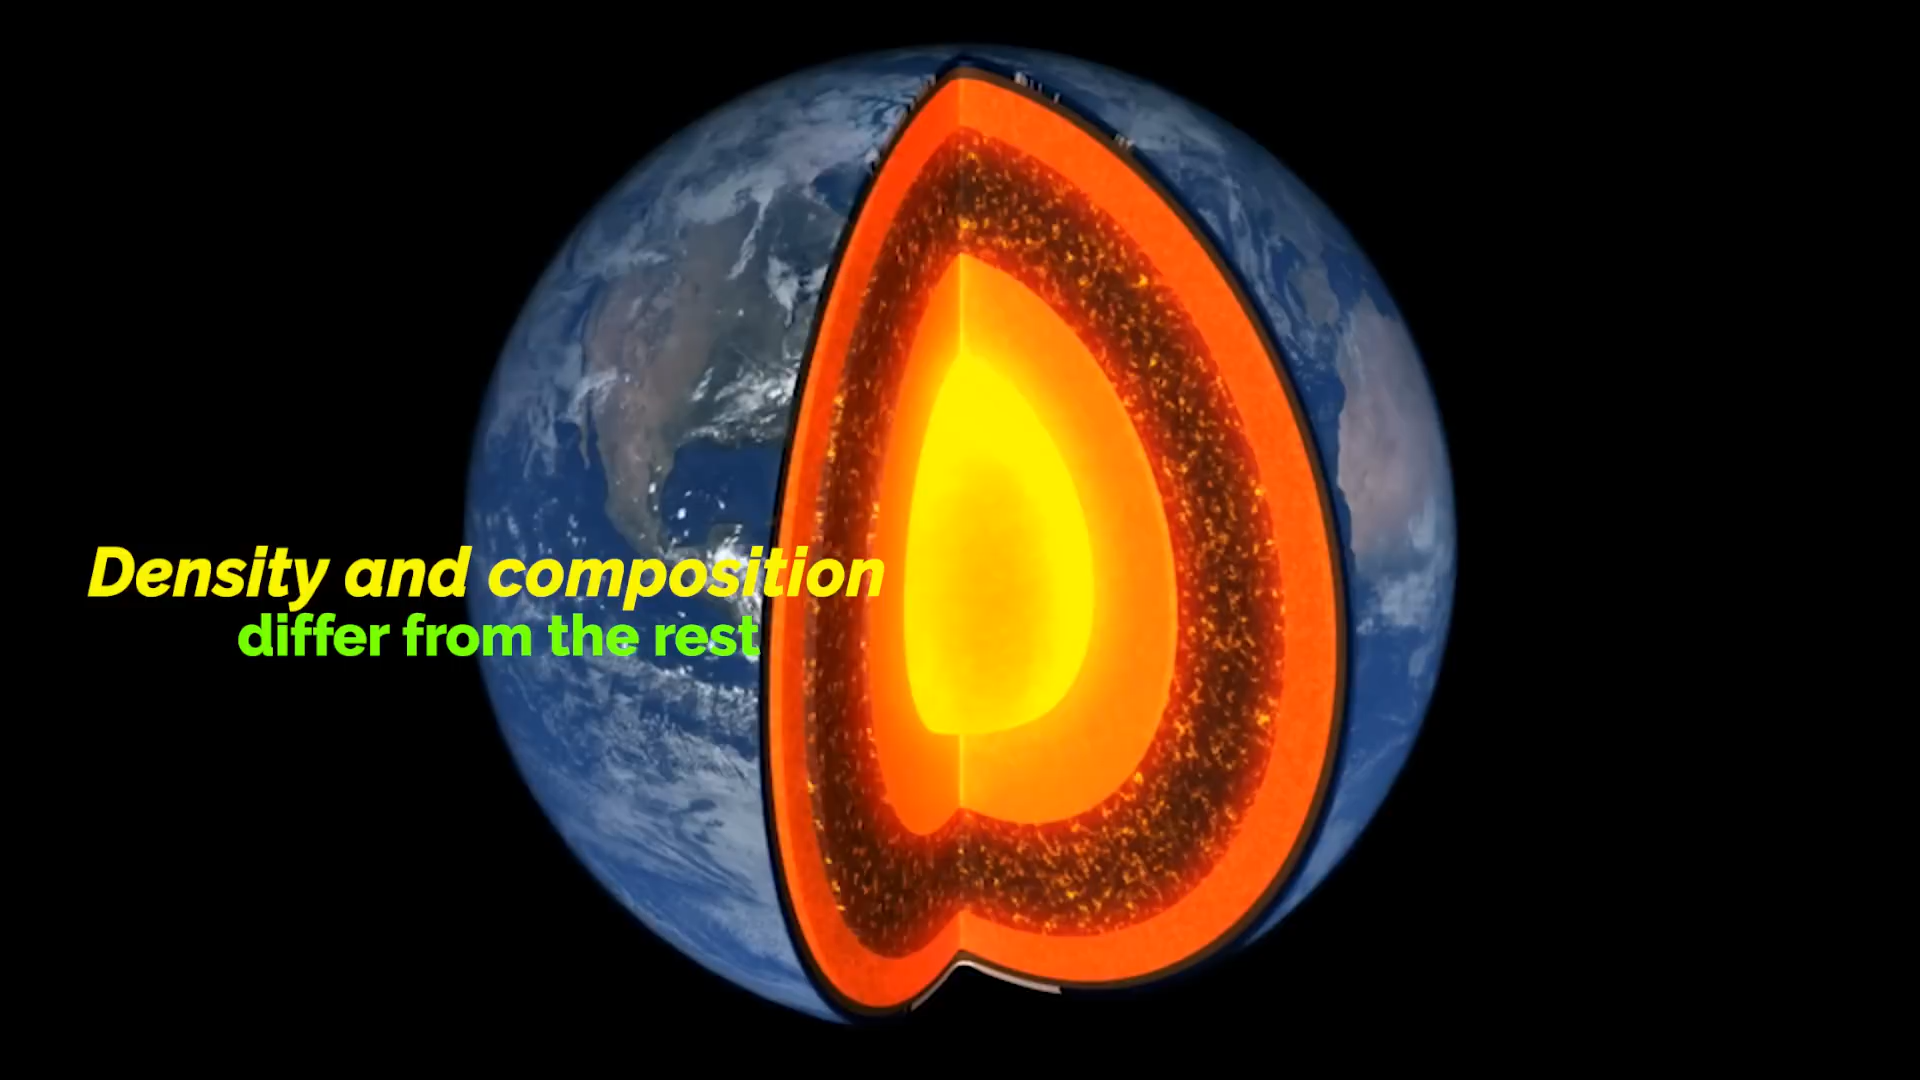 Density and composition
differ from the rest